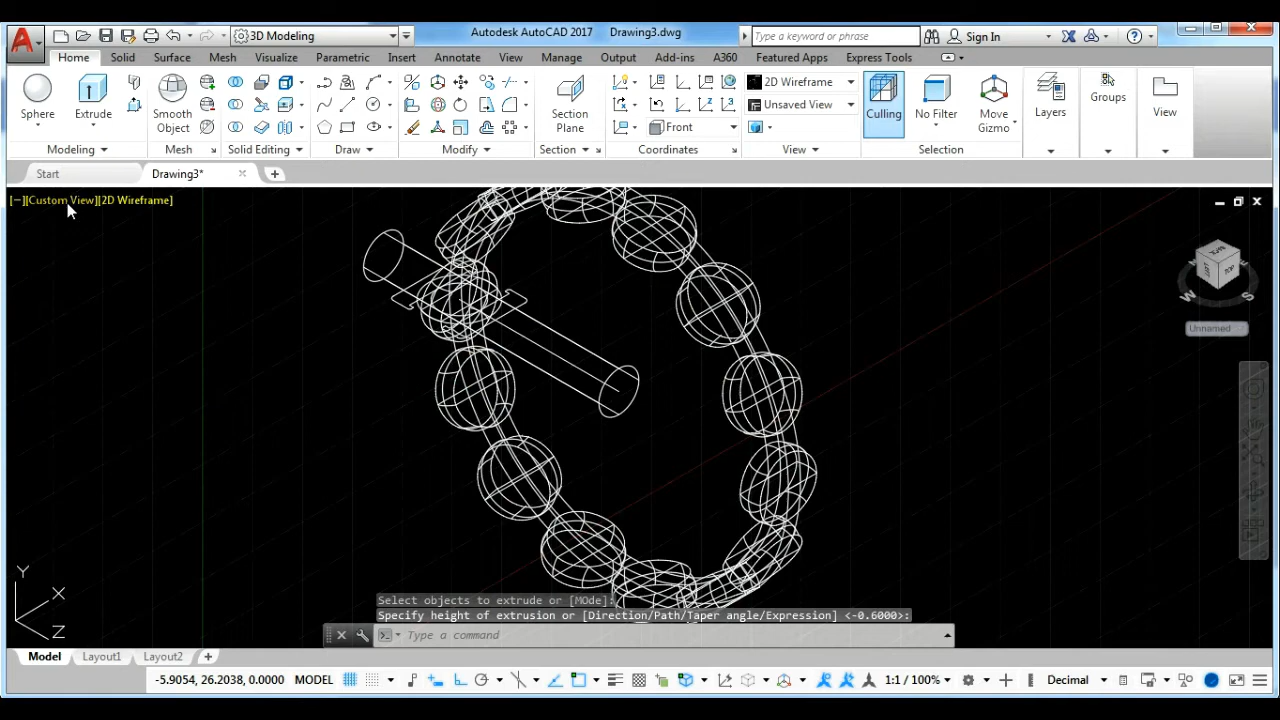 3D Modeling
Autodesk AutoCAD 2017 Drawing3.dwg
Type a keyword or phrase
Sign In
Home Solid Surface Mesh Visualize Parametric Insert Annotate View Manage Output Add-ins A360 Featured Apps Express Tools
Sphere
Extrude
Smooth
Object
Section
Plane
2D Wireframe
Unsaved View
Front
Culling
No Filter
Move
Gizmo
Layers
Groups
View
Modeling Mesh Solid Editing Draw Modify Section Coordinates View Selection
Start
Drawing3*
[−][Custom View][2D Wireframe]
TOP
W
S
Unnamed
Y
X
Z
Select objects to extrude or [MOde]:
Specify height of extrusion or [Direction/Path/Taper angle/Expression] <-0.6000>:
Type a command
Model Layout1 Layout2
-5.9054, 26.2038, 0.0000 MODEL
1:1 / 100%
Decimal